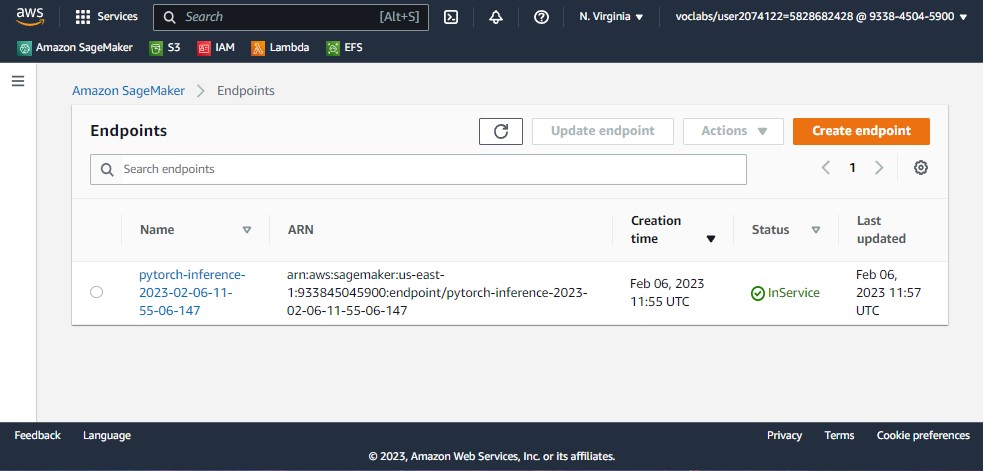 aws Services Search [Alt+S] N. Virginia voclabs/user2074122=5828682428 @ 9338-4504-5900
Amazon SageMaker S3 IAM Lambda EFS
Amazon SageMaker Endpoints
Endpoints Update endpoint Actions Create endpoint
Search endpoints 1
Name ARN Creation time Status Last updated
pytorch-inference-
2023-02-06-11-
55-06-147
arn:aws:sagemaker:us-east-
1:933845045900:endpoint/pytorch-inference-2023-
02-06-11-55-06-147
Feb 06, 2023
11:55 UTC
InService
Feb 06,
2023 11:57
UTC
Feedback Language Privacy Terms Cookie preferences
© 2023, Amazon Web Services, Inc. or its affiliates.